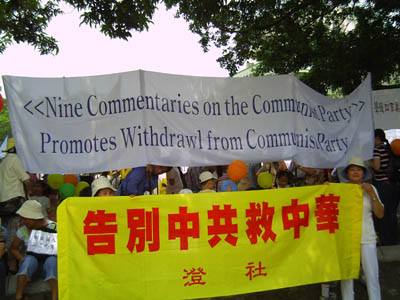 <<Nine Commentaries on the Communist Party>>
Promotes Withdrawl from Communist Party
告別中共救中華
澄社